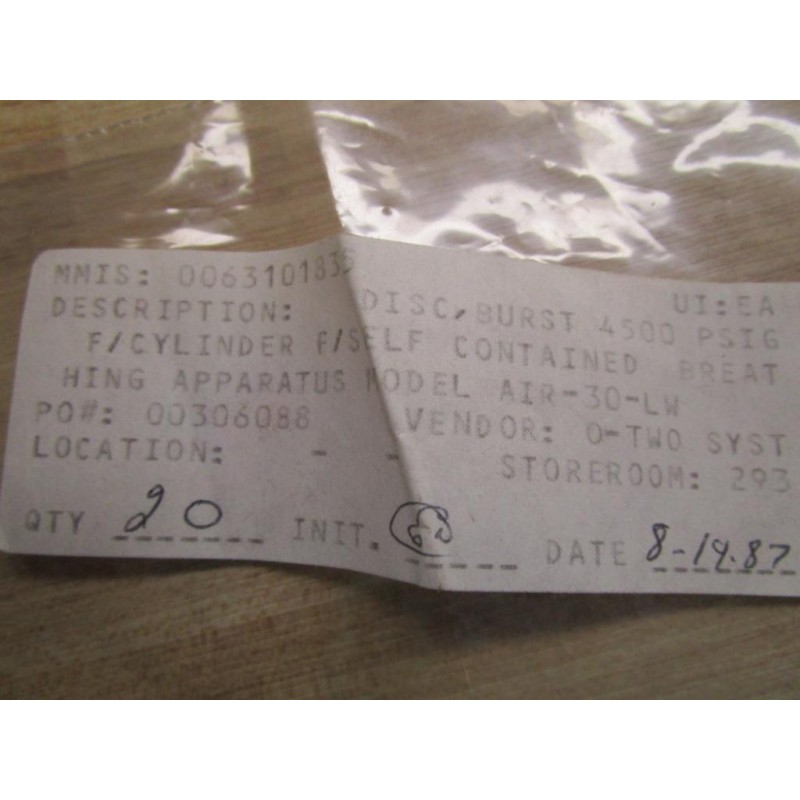 MMIS: 0063101835 UI:EA
DESCRIPTION: DISC,BURST 4500 PSIG
F/CYLINDER F/SELF CONTAINED BREAT
HING APPARATUS MODEL AIR-30-LW
PO#: 00306088 VENDOR: O-TWO SYST
LOCATION: - - STOREROOM: 293
QTY 20 INIT. DATE 8-14-87